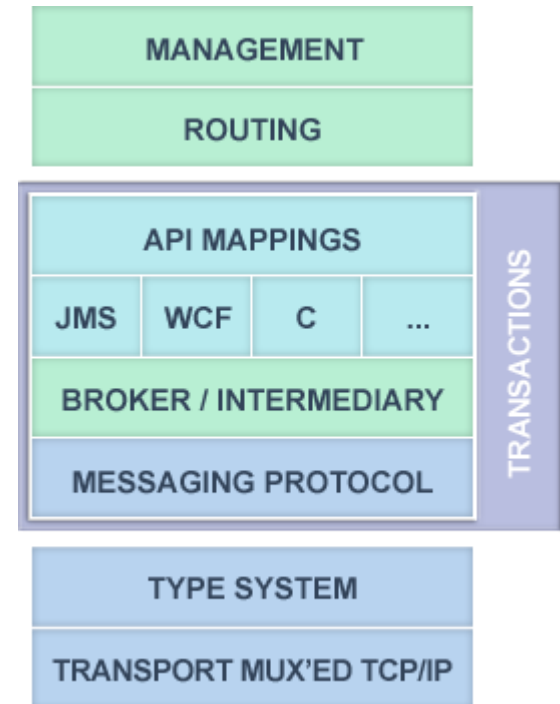 MANAGEMENT
ROUTING
API MAPPINGS
JMS WCF C ...
BROKER / INTERMEDIARY
MESSAGING PROTOCOL
TRANSACTIONS
TYPE SYSTEM
TRANSPORT MUX'ED TCP/IP